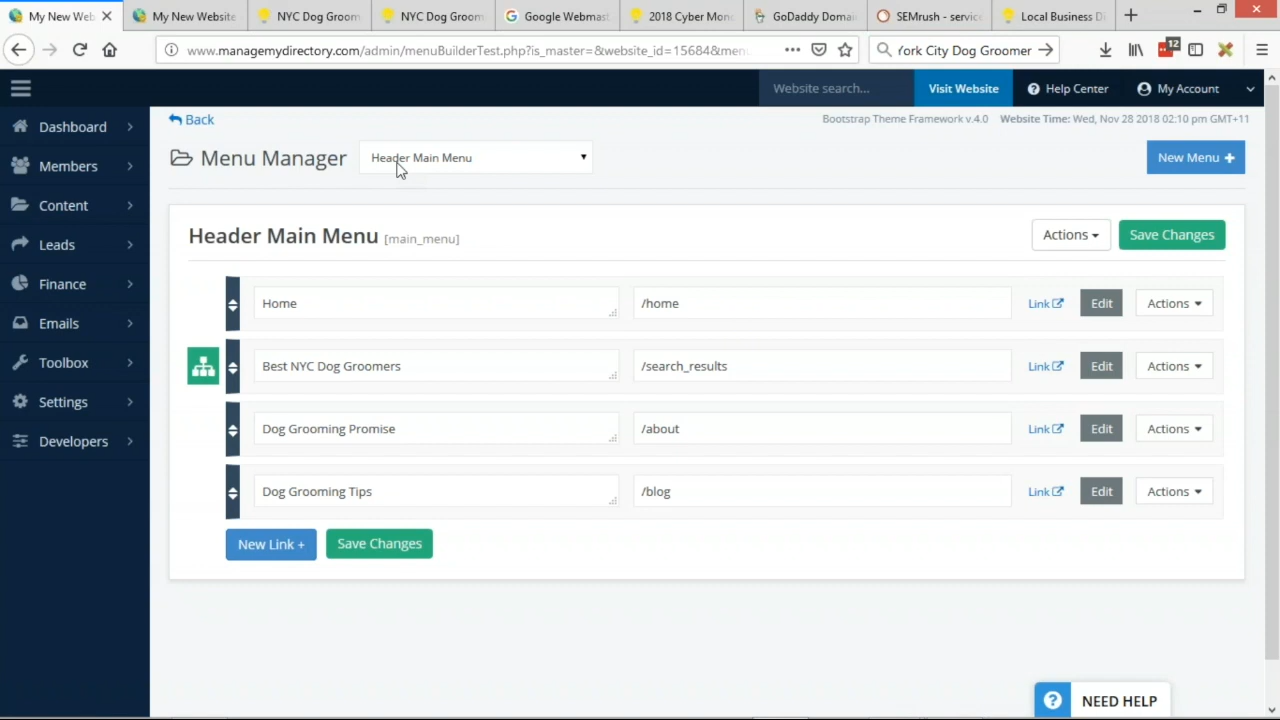 My New Web
My New Website
NYC Dog Groom
NYC Dog Groom
Google Webmast
2018 Cyber Mon
GoDaddy Domai
SEMrush - servic
Local Business Di
www.managemydirectory.com/admin/menuBuilderTest.php?is_master=&website_id=15684&men
York City Dog Groomer
12
Website search...
Visit Website
Help Center
My Account
Dashboard
Members
Content
Leads
Finance
Emails
Toolbox
Settings
Developers
Back
Bootstrap Theme Framework v.4.0 Website Time: Wed, Nov 28 2018 02:10 pm GMT+11
Menu Manager
Header Main Menu
New Menu
Header Main Menu [main_menu]
Actions
Save Changes
Home /home Link Edit Actions
Best NYC Dog Groomers /search_results Link Edit Actions
Dog Grooming Promise /about Link Edit Actions
Dog Grooming Tips /blog Link Edit Actions
New Link +
Save Changes
? NEED HELP